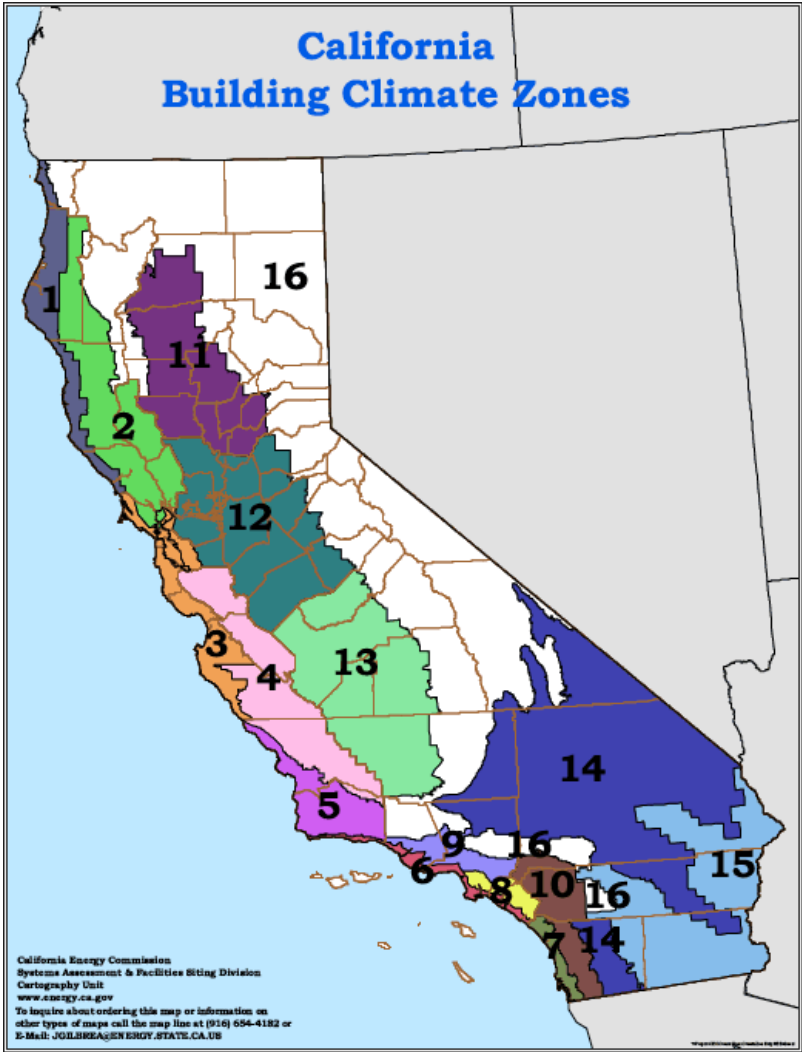 California
Building Climate Zones
16
1
11
2
12
3
13
4
14
5
9
16
6
15
10
8
16
7
14
California Energy Commission
Systems Assessment & Facilities Siting Division
Cartography Unit
www.energy.ca.gov
To inquire about ordering this map or information on
other types of maps call the map line at (916) 654-4182 or
E-Mail: JGILBREA@ENERGY.STATE.CA.US